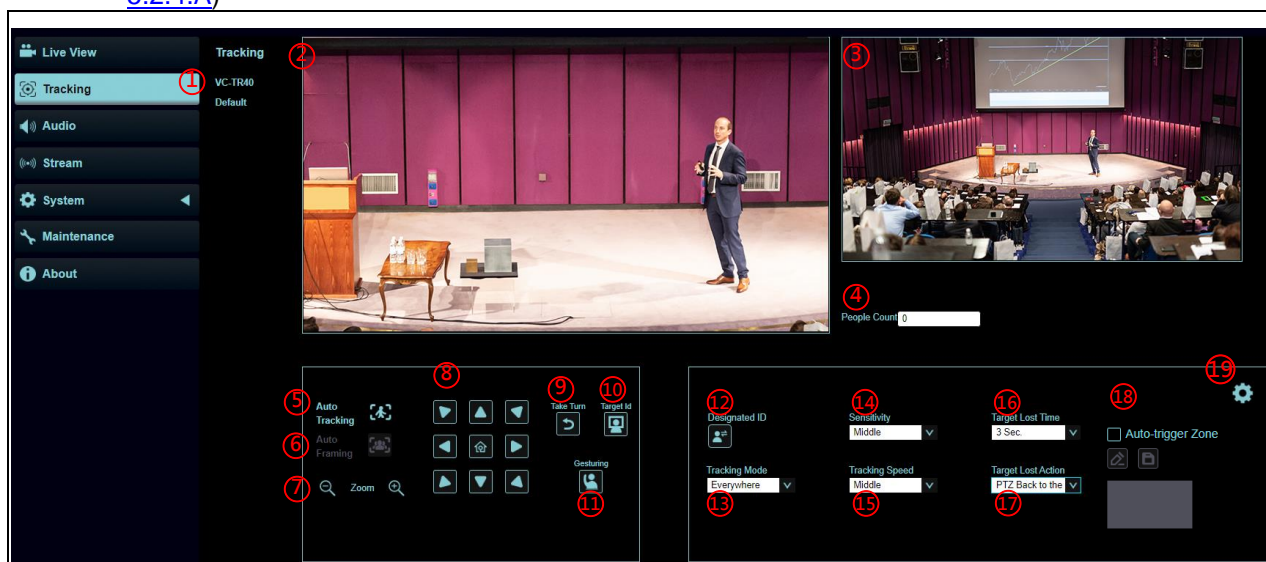 5.2.4.A)
Live View
Tracking
Audio
Stream
System
Maintenance
About
Tracking
1
VC-TR40
Default
2
3
4
People Count 0
5
Auto
Tracking
6
Auto
Framing
7
Zoom
8
9
Take Turn
10
Target Id
Gesturing
11
12
Designated ID
Tracking Mode
Everywhere
13
14
Sensitivity
Middle
Tracking Speed
Middle
15
16
Target Lost Time
3 Sec.
Target Lost Action
PTZ Back to the
17
18
Auto-trigger Zone
19